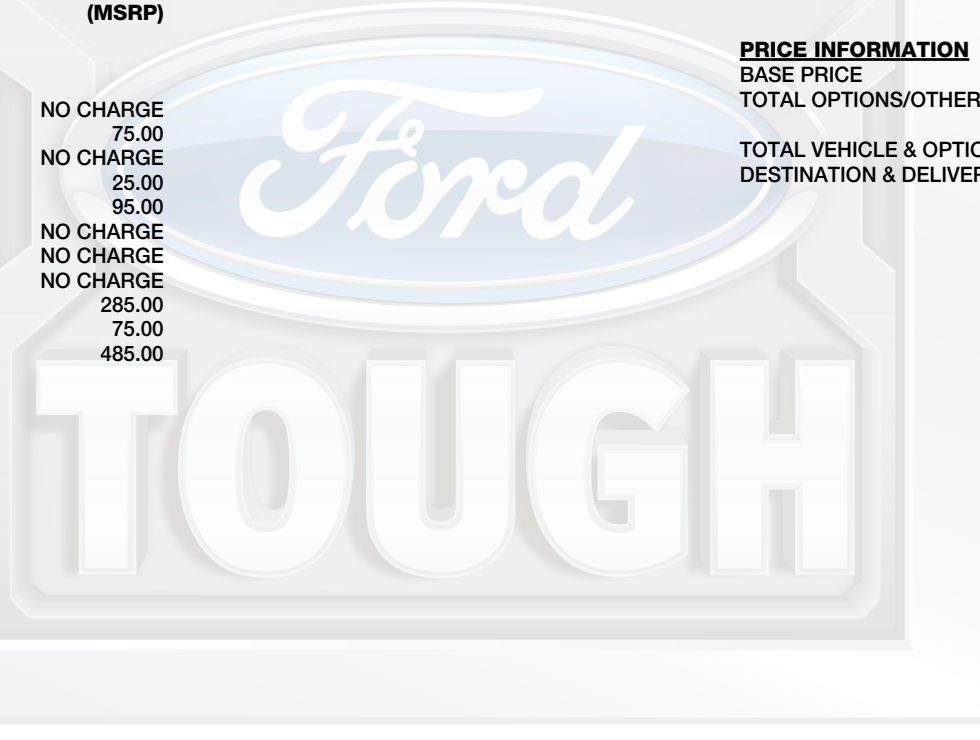 (MSRP)
NO CHARGE
75.00
NO CHARGE
25.00
95.00
NO CHARGE
NO CHARGE
NO CHARGE
285.00
75.00
485.00
PRICE INFORMATION
BASE PRICE
TOTAL OPTIONS/OTHER
TOTAL VEHICLE & OPTIO
DESTINATION & DELIVER
Ford
TOUGH